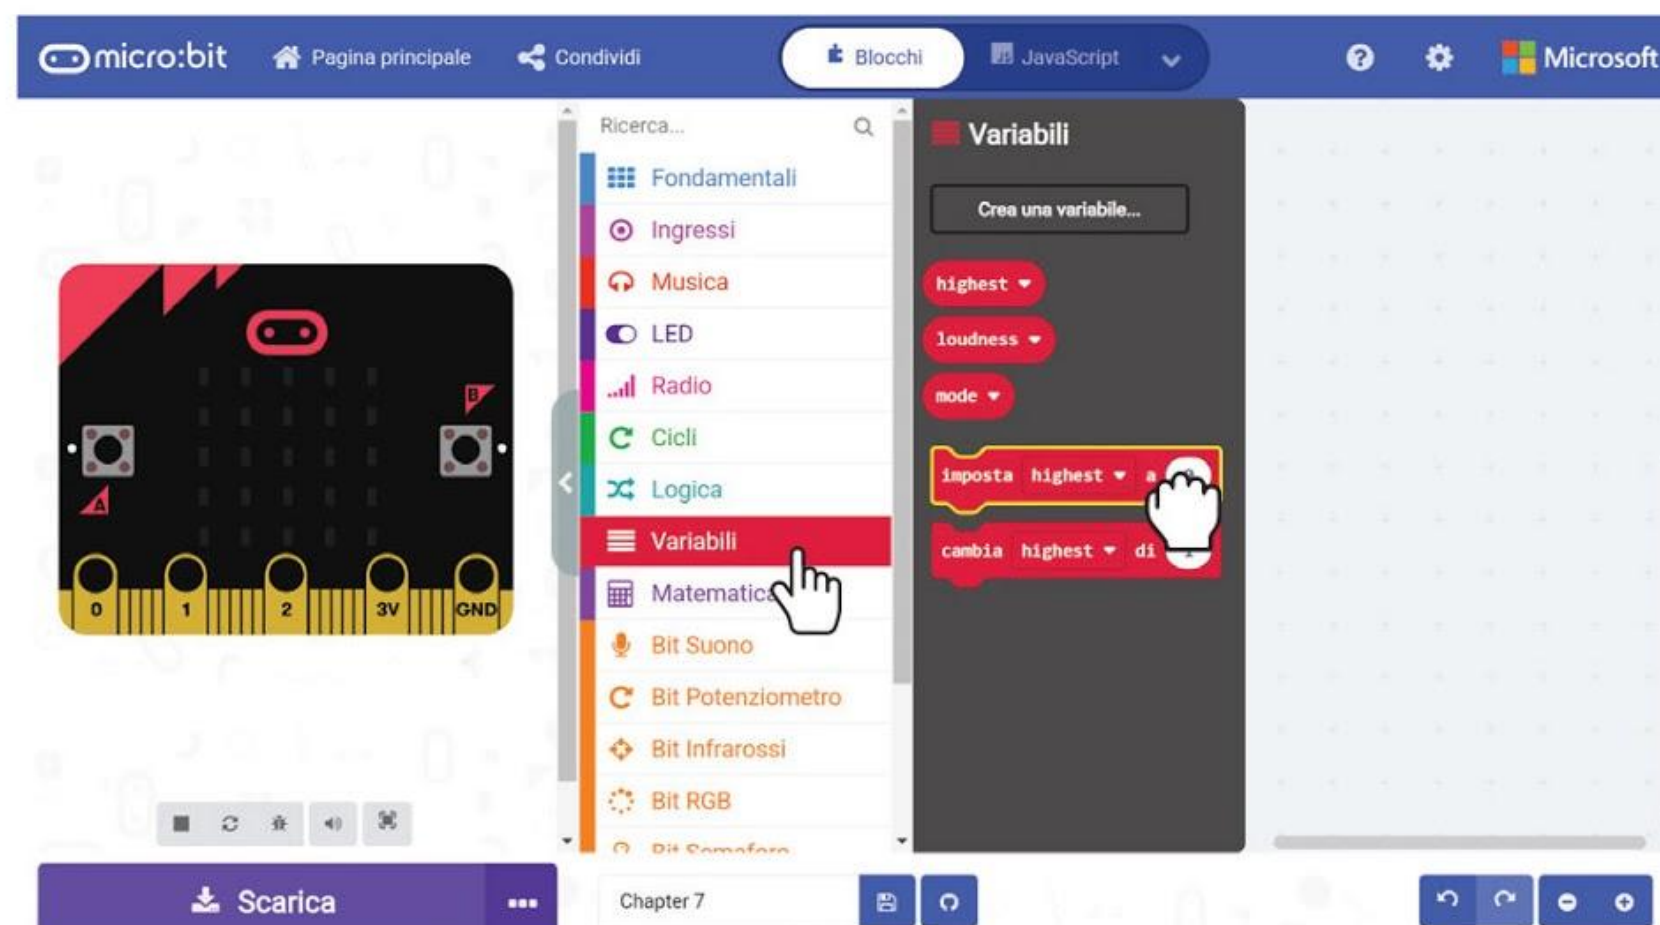 micro:bit Pagina principale Condividi Blocchi JavaScript Microsoft
Ricerca...
Fondamentali
Ingressi
Musica
LED
Radio
Cicli
Logica
Variabili
Matematica
Bit Suono
Bit Potenziometro
Bit Infrarossi
Bit RGB
Bit Semaforo
Variabili
Crea una variabile...
highest
loudness
mode
imposta highest a
cambia highest di
B
A
0 1 2 3V GND
Scarica
Chapter 7